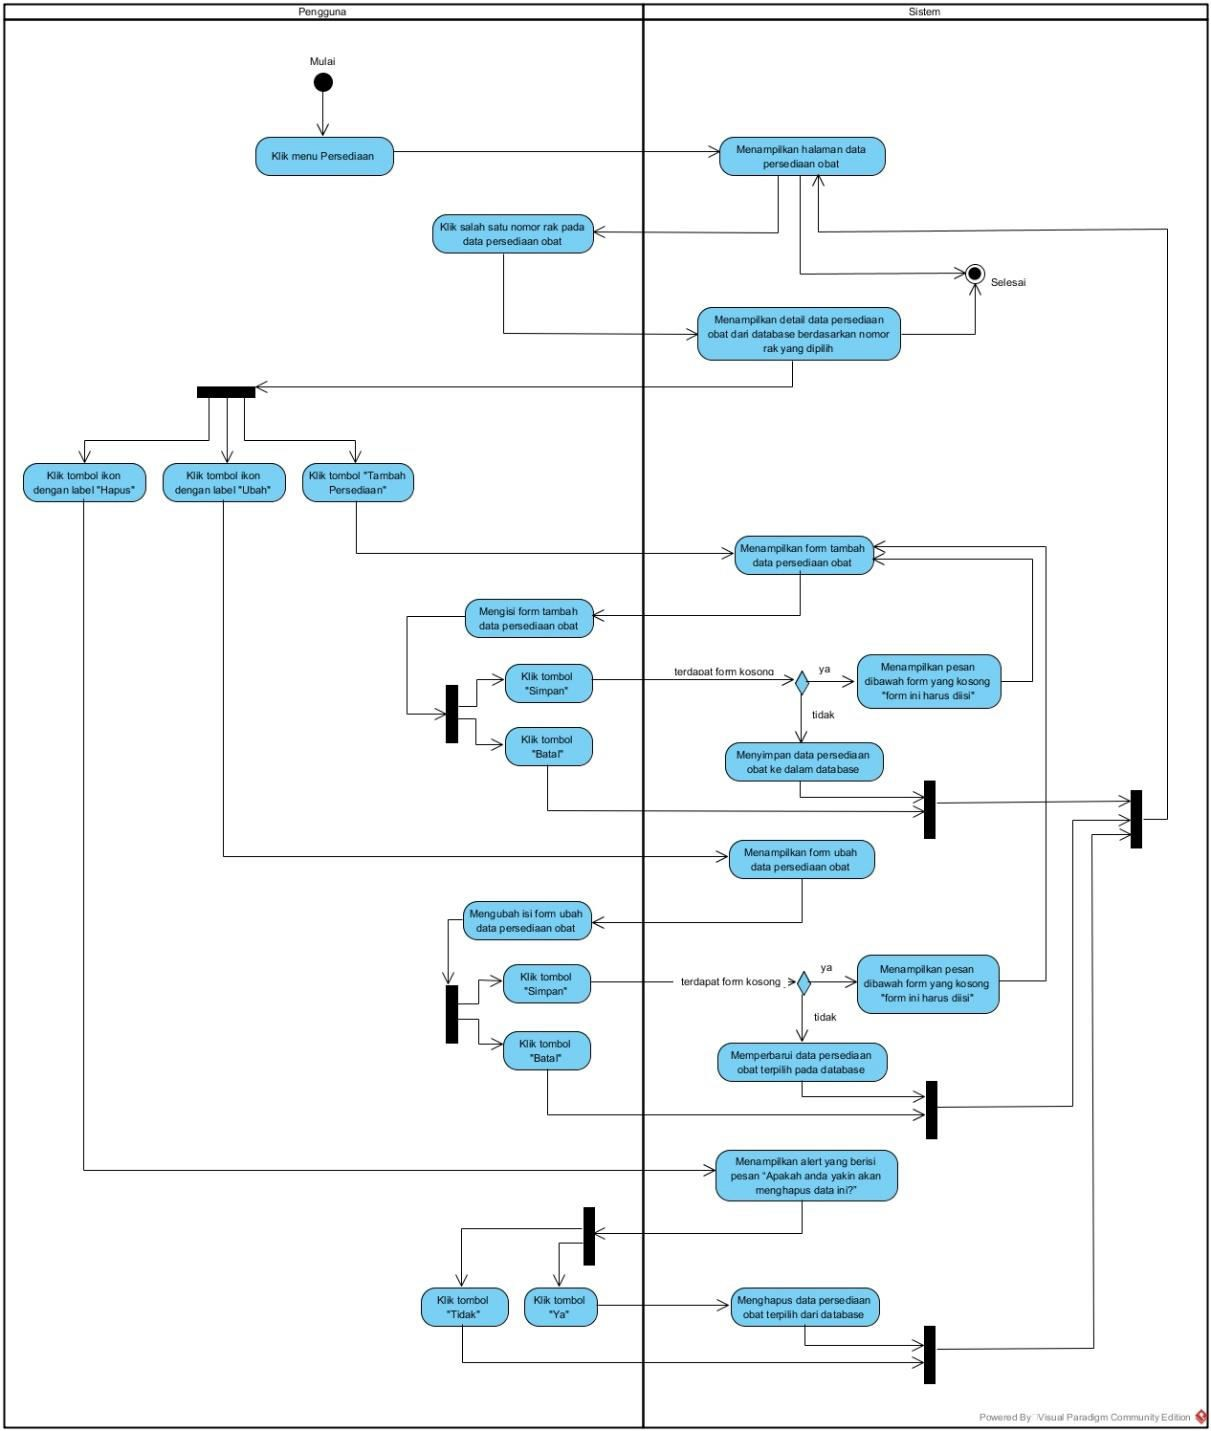 Pengguna
Sistem
Mulai
Klik menu Persediaan
Menampilkan halaman data
persediaan obat
Klik salah satu nomor rak pada
data persediaan obat
Selesai
Menampilkan detail data persediaan
obat dari database berdasarkan nomor
rak yang dipilih
Klik tombol ikon
dengan label "Hapus"
Klik tombol ikon
dengan label "Ubah"
Klik tombol "Tambah
Persediaan"
Menampilkan form tambah
data persediaan obat
Mengisi form tambah
data persediaan obat
Klik tombol
"Simpan"
terdapat form kosong
ya
Menampilkan pesan
dibawah form yang kosong
"form ini harus diisi"
tidak
Klik tombol
"Batal"
Menyimpan data persediaan
obat ke dalam database
Menampilkan form ubah
data persediaan obat
Mengubah isi form ubah
data persediaan obat
Klik tombol
"Simpan"
terdapat form kosong
ya
Menampilkan pesan
dibawah form yang kosong
"form ini harus diisi"
tidak
Klik tombol
"Batal"
Memperbarui data persediaan
obat terpilih pada database
Menampilkan alert yang berisi
pesan “Apakah anda yakin akan
menghapus data ini?”
Klik tombol
"Tidak"
Klik tombol
"Ya"
Menghapus data persediaan
obat terpilih dari database
Powered By Visual Paradigm Community Edition